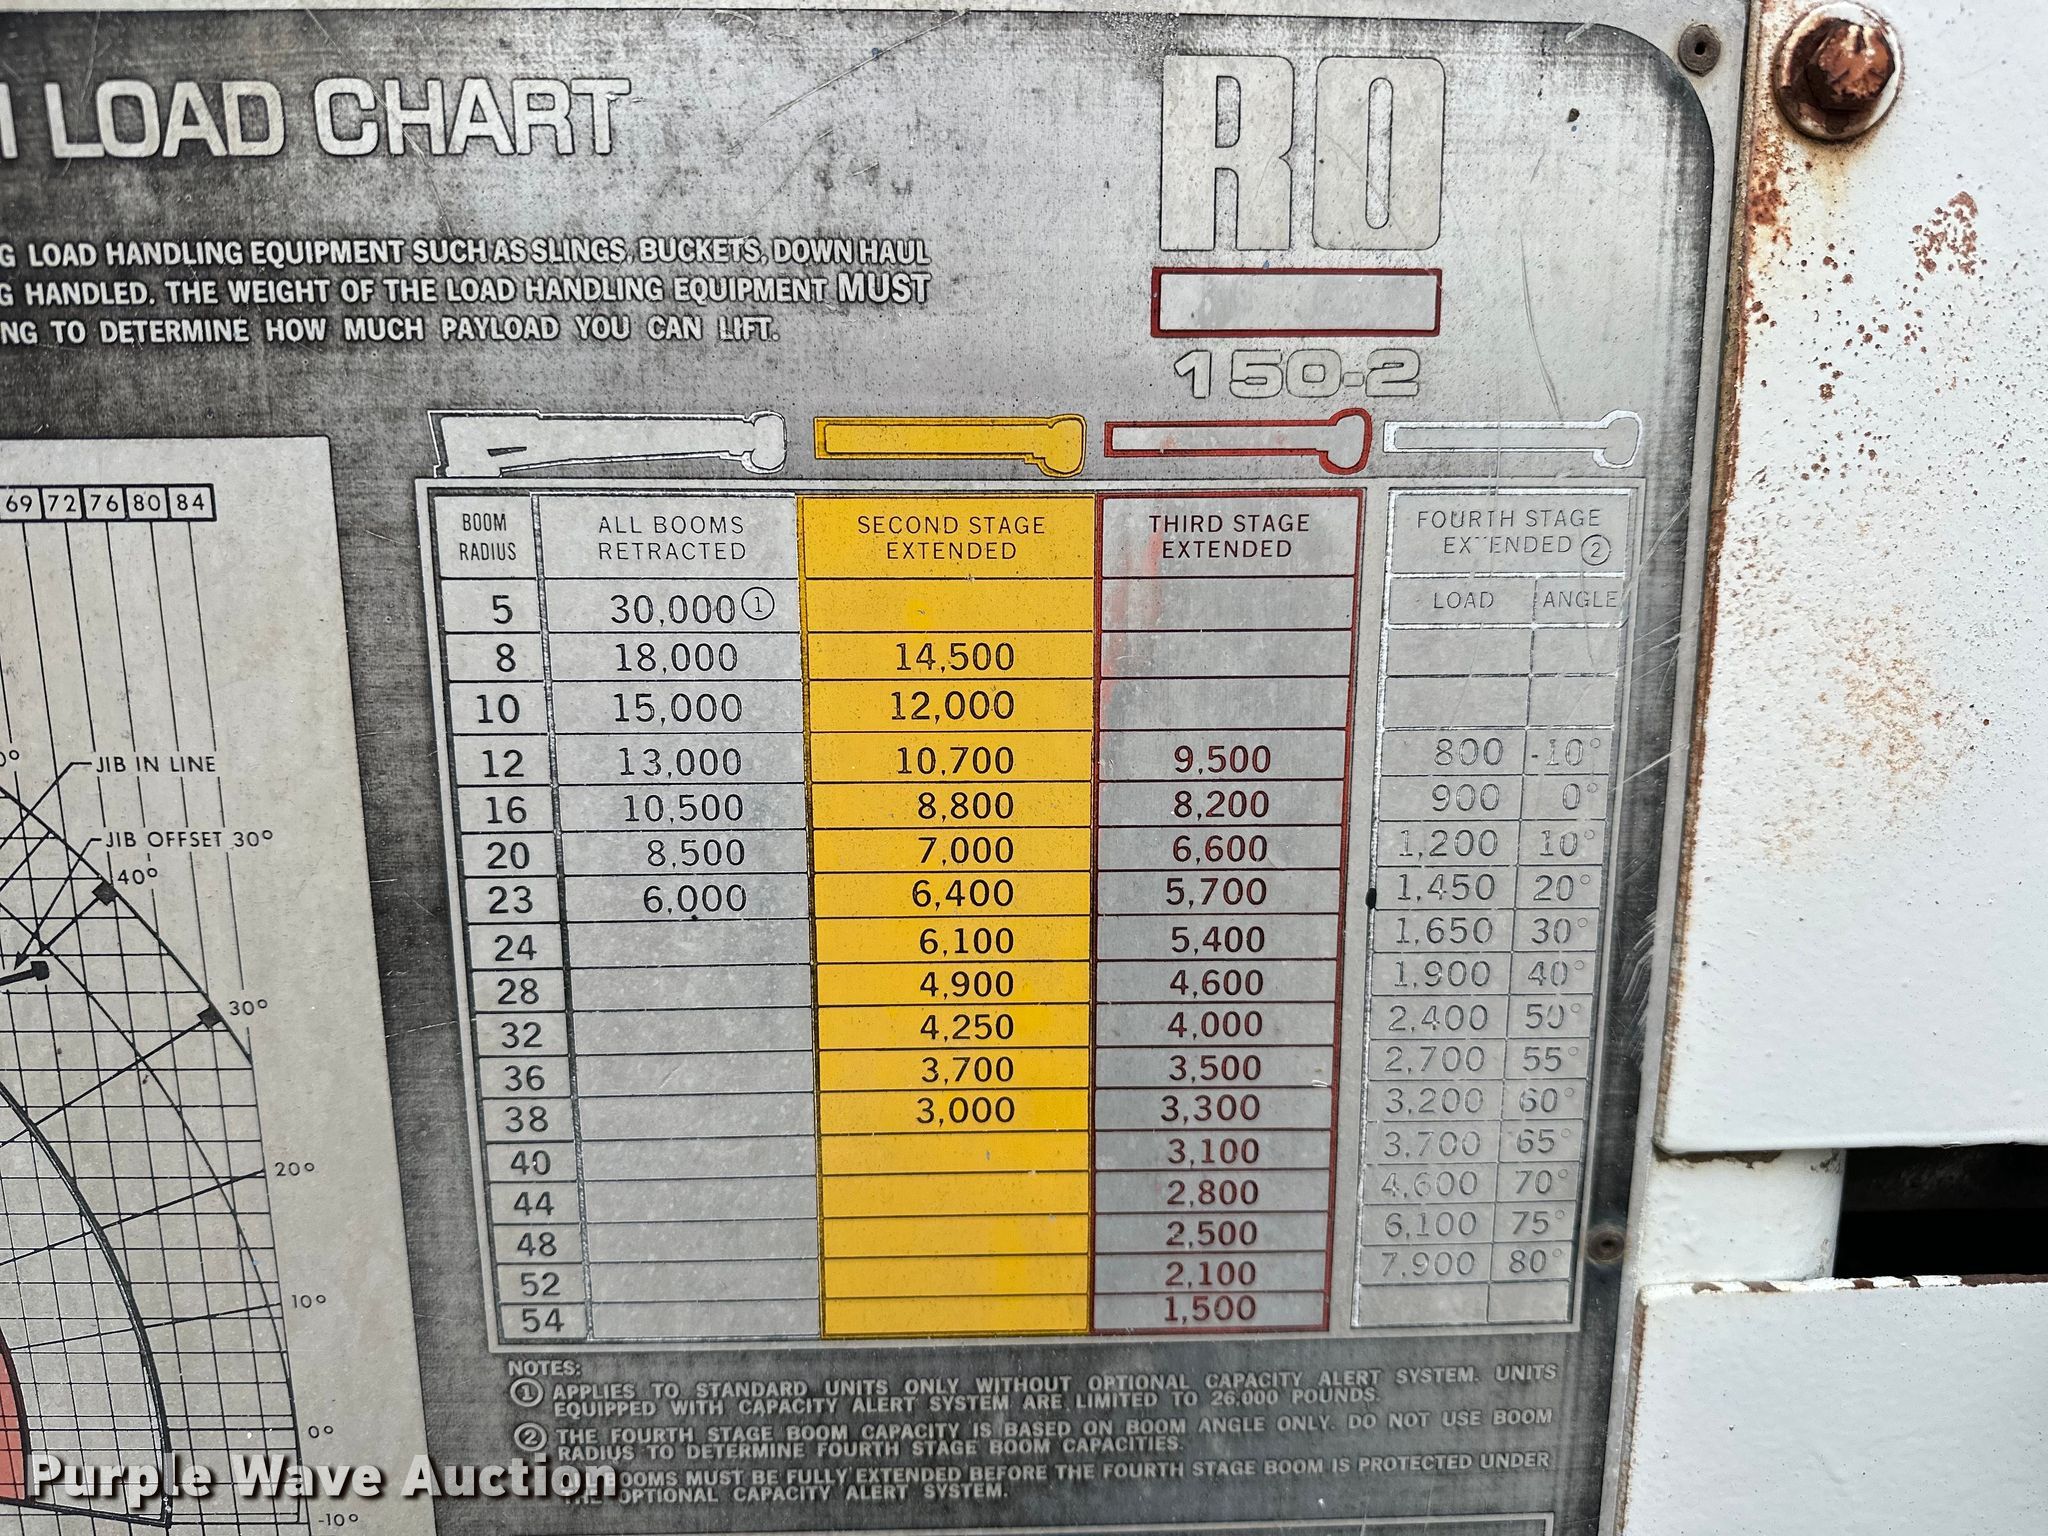 LOAD CHART
RO
150-2
G LOAD HANDLING EQUIPMENT SUCH AS SLINGS, BUCKETS, DOWN HAUL
G HANDLED. THE WEIGHT OF THE LOAD HANDLING EQUIPMENT MUST
NG TO DETERMINE HOW MUCH PAYLOAD YOU CAN LIFT.
69 72 76 80 84
JIB IN LINE
JIB OFFSET 30°
40°
30°
20°
10°
0°
-10°
BOOM RADIUS ALL BOOMS RETRACTED SECOND STAGE EXTENDED THIRD STAGE EXTENDED FOURTH STAGE EXTENDED ②
LOAD ANGLE
5 30,000 ①
8 18,000 14,500
10 15,000 12,000
12 13,000 10,700 9,500 800 -10°
16 10,500 8,800 8,200 900 0°
20 8,500 7,000 6,600 1,200 10°
23 6,000 6,400 5,700 1,450 20°
24 6,100 5,400 1,650 30°
28 4,900 4,600 1,900 40°
32 4,250 4,000 2,400 50°
36 3,700 3,500 2,700 55°
38 3,000 3,300 3,200 60°
40 3,100 3,700 65°
44 2,800 4,600 70°
48 2,500 6,100 75°
52 2,100 7,900 80°
54 1,500
NOTES:
① APPLIES TO STANDARD UNITS ONLY WITHOUT OPTIONAL CAPACITY ALERT SYSTEM. UNITS
EQUIPPED WITH CAPACITY ALERT SYSTEM ARE LIMITED TO 26,000 POUNDS.
② THE FOURTH STAGE BOOM CAPACITY IS BASED ON BOOM ANGLE ONLY. DO NOT USE BOOM
RADIUS TO DETERMINE FOURTH STAGE BOOM CAPACITIES.
BOOMS MUST BE FULLY EXTENDED BEFORE THE FOURTH STAGE BOOM IS PROTECTED UNDER
THE OPTIONAL CAPACITY ALERT SYSTEM.
Purple Wave Auction